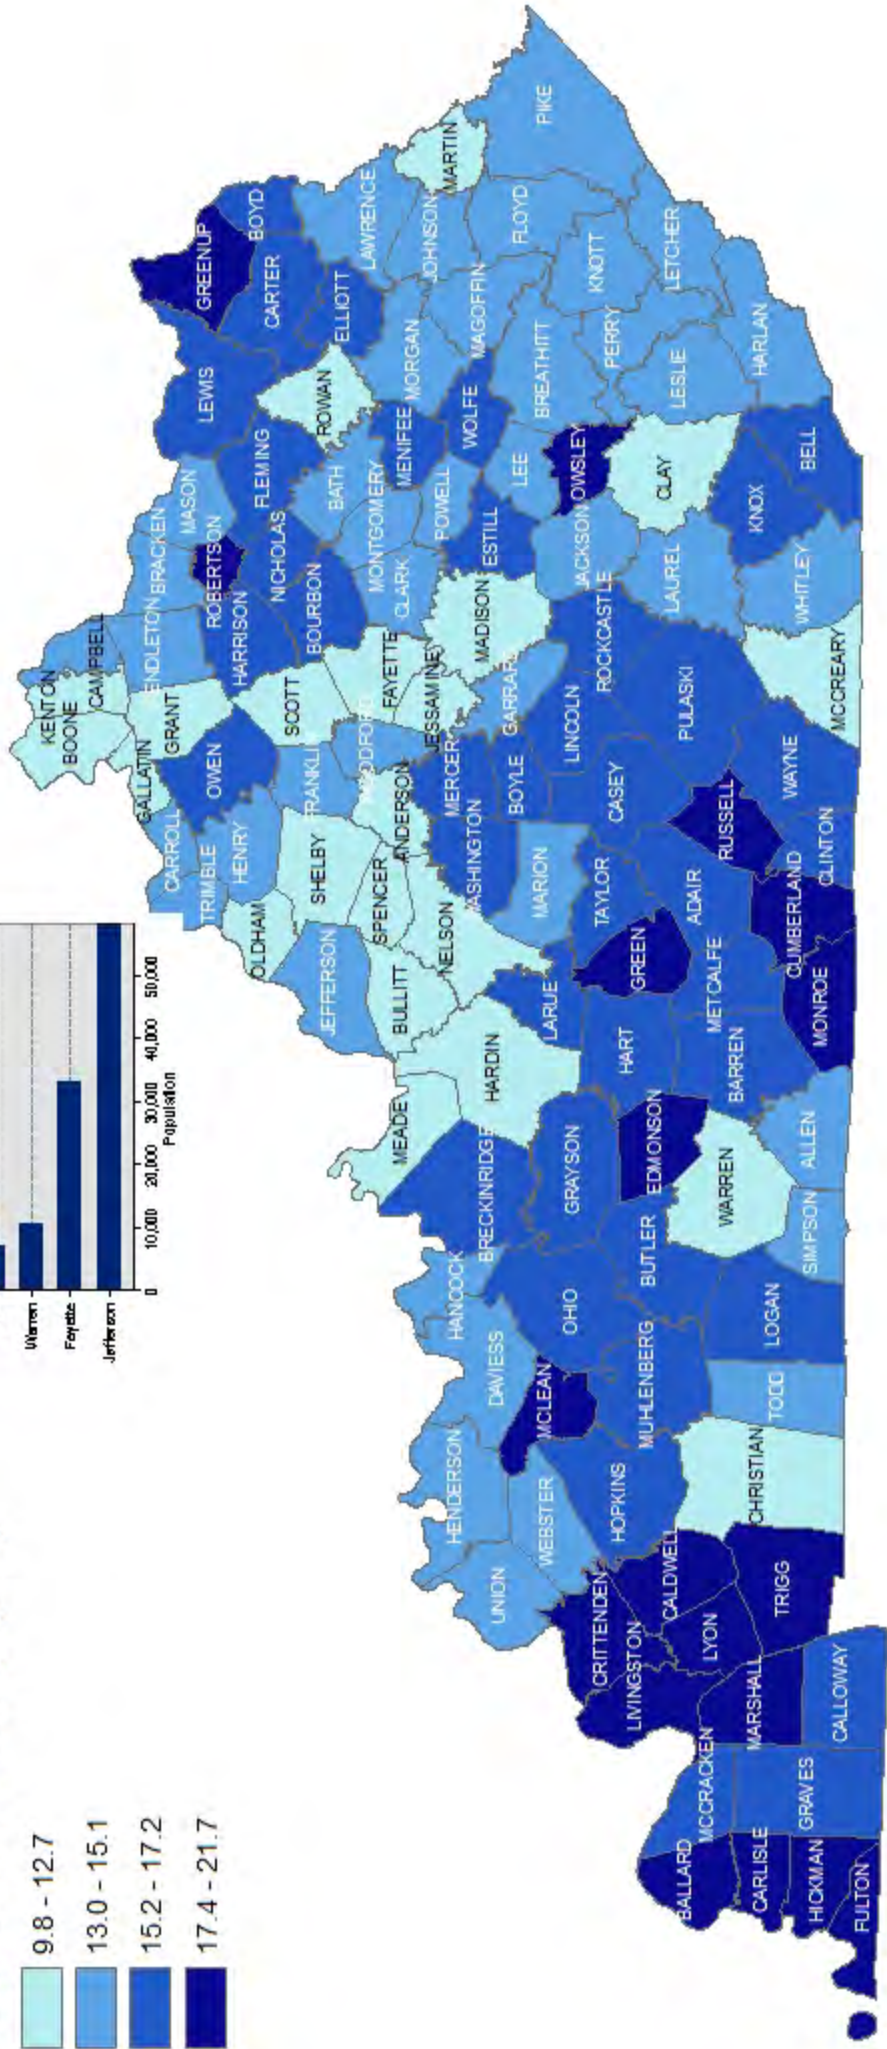 9.8 - 12.7
13.0 - 15.1
15.2 - 17.2
17.4 - 21.7
Warren
Fayette
Jefferson
0
10,000
20,000
30,000
40,000
50,000
Population
KENTON
BOONE
CAMPBELL
GALLATIN
GRANT
ENDLETON
BRACKEN
MASON
LEWIS
GREENUP
BOYD
CARTER
ELLIOTT
LAWRENCE
MARTIN
JOHNSON
PIKE
FLOYD
KNOTT
LETCHER
HARLAN
LESLIE
PERRY
BREATHITT
MAGOFFIN
MORGAN
ROWAN
FLEMING
ROBERTSON
NICHOLAS
HARRISON
BOURBON
BATH
MONTGOMERY
MENIFEE
WOLFE
POWELL
CLARK
ESTILL
LEE
OWSLEY
JACKSON
CLAY
LAUREL
KNOX
BELL
WHITLEY
MCCREARY
ROCKCASTLE
PULASKI
WAYNE
CLINTON
RUSSELL
CUMBERLAND
MONROE
ADAIR
METCALFE
CASEY
LINCOLN
GARRARD
MADISON
JESSAMINE
FAYETTE
SCOTT
OWEN
CARROLL
TRIMBLE
HENRY
RANKLI
OLDHAM
SHELBY
ANDERSON
MERCER
BOYLE
ASHINGTON
MARION
TAYLOR
GREEN
SPENCER
NELSON
JEFFERSON
BULLITT
LARUE
HARDIN
MEADE
HART
BARREN
ALLEN
BRECKINRIDGE
GRAYSON
EDMONSON
WARREN
SIMPSON
HANCOCK
OHIO
BUTLER
LOGAN
DAVIESS
MCLEAN
MUHLENBERG
TODD
HENDERSON
WEBSTER
HOPKINS
CHRISTIAN
UNION
CRITTENDEN
CALDWELL
LIVINGSTON
LYON
TRIGG
MARSHALL
CALLOWAY
MCCRACKEN
GRAVES
BALLARD
CARLISLE
HICKMAN
FULTON